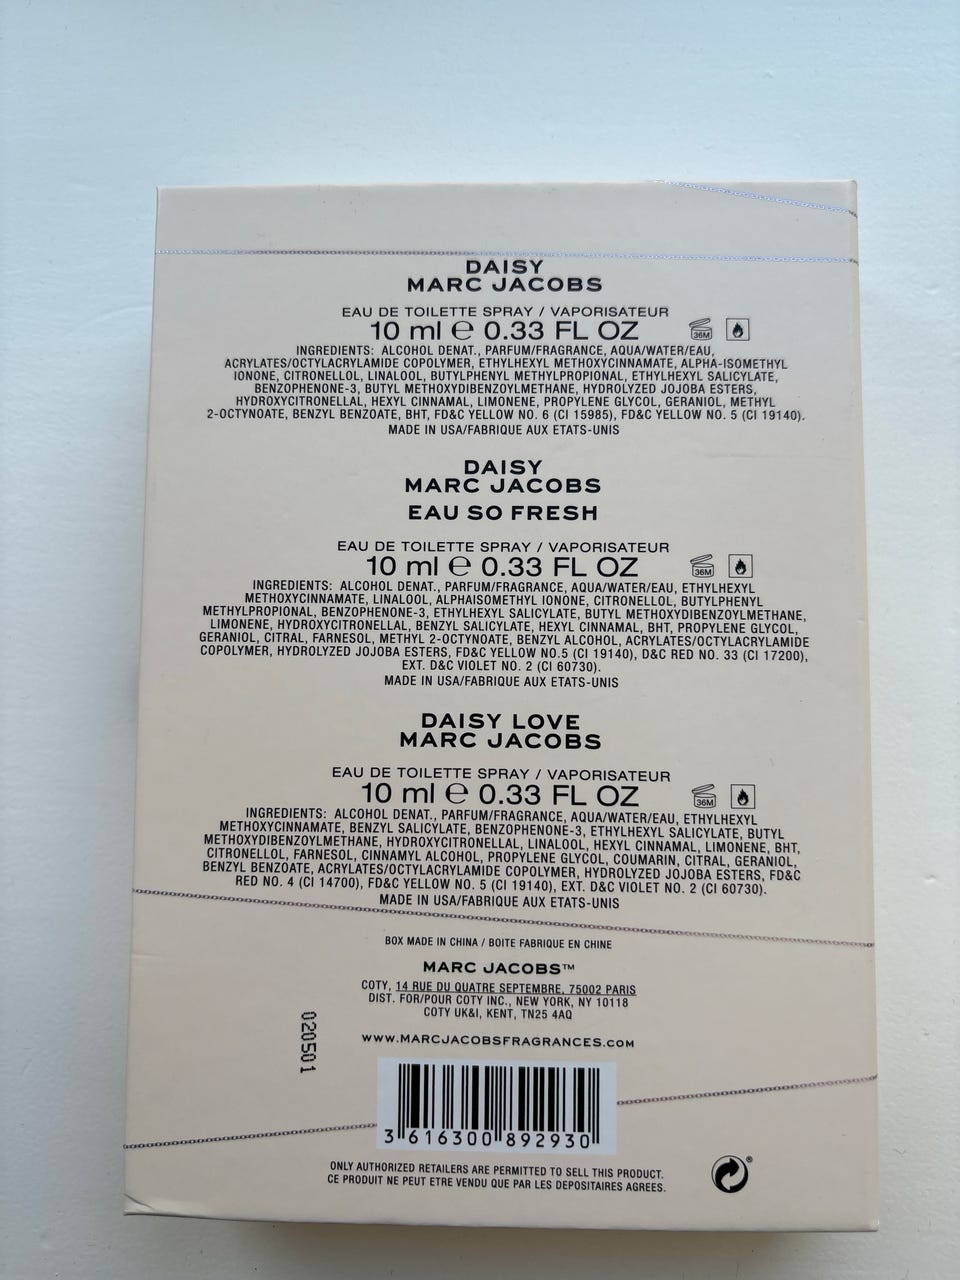 DAISY
MARC JACOBS
EAU DE TOILETTE SPRAY / VAPORISATEUR
10 ml ℮ 0.33 FL OZ
36M
INGREDIENTS: ALCOHOL DENAT., PARFUM/FRAGRANCE, AQUA/WATER/EAU,
ACRYLATES/OCTYLACRYLAMIDE COPOLYMER, ETHYLHEXYL METHOXYCINNAMATE, ALPHA-ISOMETHYL
IONONE, CITRONELLOL, LINALOOL, BUTYLPHENYL METHYLPROPIONAL, ETHYLHEXYL SALICYLATE,
BENZOPHENONE-3, BUTYL METHOXYDIBENZOYLMETHANE, HYDROLYZED JOJOBA ESTERS,
HYDROXYCITRONELLAL, HEXYL CINNAMAL, LIMONENE, PROPYLENE GLYCOL, GERANIOL, METHYL
2-OCTYNOATE, BENZYL BENZOATE, BHT, FD&C YELLOW NO. 6 (CI 15985), FD&C YELLOW NO. 5 (CI 19140).
MADE IN USA/FABRIQUE AUX ETATS-UNIS
DAISY
MARC JACOBS
EAU SO FRESH
EAU DE TOILETTE SPRAY / VAPORISATEUR
10 ml ℮ 0.33 FL OZ
36M
INGREDIENTS: ALCOHOL DENAT., PARFUM/FRAGRANCE, AQUA/WATER/EAU, ETHYLHEXYL
METHOXYCINNAMATE, LINALOOL, ALPHAISOMETHYL IONONE, CITRONELLOL, BUTYLPHENYL
METHYLPROPIONAL, BENZOPHENONE-3, ETHYLHEXYL SALICYLATE, BUTYL METHOXYDIBENZOYLMETHANE,
LIMONENE, HYDROXYCITRONELLAL, BENZYL SALICYLATE, HEXYL CINNAMAL, BHT, PROPYLENE GLYCOL,
GERANIOL, CITRAL, FARNESOL, METHYL 2-OCTYNOATE, BENZYL ALCOHOL, ACRYLATES/OCTYLACRYLAMIDE
COPOLYMER, HYDROLYZED JOJOBA ESTERS, FD&C YELLOW NO.5 (CI 19140), D&C RED NO. 33 (CI 17200),
EXT. D&C VIOLET NO. 2 (CI 60730).
MADE IN USA/FABRIQUE AUX ETATS-UNIS
DAISY LOVE
MARC JACOBS
EAU DE TOILETTE SPRAY / VAPORISATEUR
10 ml ℮ 0.33 FL OZ
36M
INGREDIENTS: ALCOHOL DENAT., PARFUM/FRAGRANCE, AQUA/WATER/EAU, ETHYLHEXYL
METHOXYCINNAMATE, BENZYL SALICYLATE, BENZOPHENONE-3, ETHYLHEXYL SALICYLATE, BUTYL
METHOXYDIBENZOYLMETHANE, HYDROXYCITRONELLAL, LINALOOL, HEXYL CINNAMAL, LIMONENE, BHT,
CITRONELLOL, FARNESOL, CINNAMYL ALCOHOL, PROPYLENE GLYCOL, COUMARIN, CITRAL, GERANIOL,
BENZYL BENZOATE, ACRYLATES/OCTYLACRYLAMIDE COPOLYMER, HYDROLYZED JOJOBA ESTERS, FD&C
RED NO. 4 (CI 14700), FD&C YELLOW NO. 5 (CI 19140), EXT. D&C VIOLET NO. 2 (CI 60730).
MADE IN USA/FABRIQUE AUX ETATS-UNIS
BOX MADE IN CHINA / BOITE FABRIQUE EN CHINE
MARC JACOBS™
COTY, 14 RUE DU QUATRE SEPTEMBRE, 75002 PARIS
DIST. FOR/POUR COTY INC., NEW YORK, NY 10118
COTY UK&I, KENT, TN25 4AQ
020501
WWW.MARCJACOBSFRAGRANCES.COM
3 616300 892930
ONLY AUTHORIZED RETAILERS ARE PERMITTED TO SELL THIS PRODUCT.
CE PRODUIT NE PEUT ETRE VENDU QUE PAR LES DEPOSITAIRES AGREES.
®